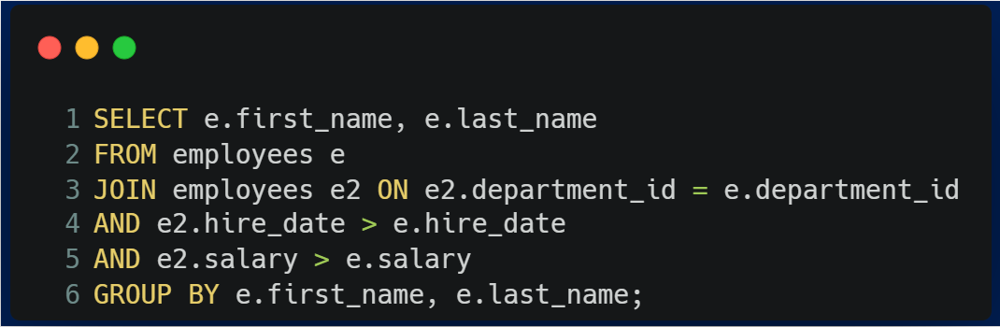 1 SELECT e.first_name, e.last_name
2 FROM employees e
3 JOIN employees e2 ON e2.department_id = e.department_id
4 AND e2.hire_date > e.hire_date
5 AND e2.salary > e.salary
6 GROUP BY e.first_name, e.last_name;